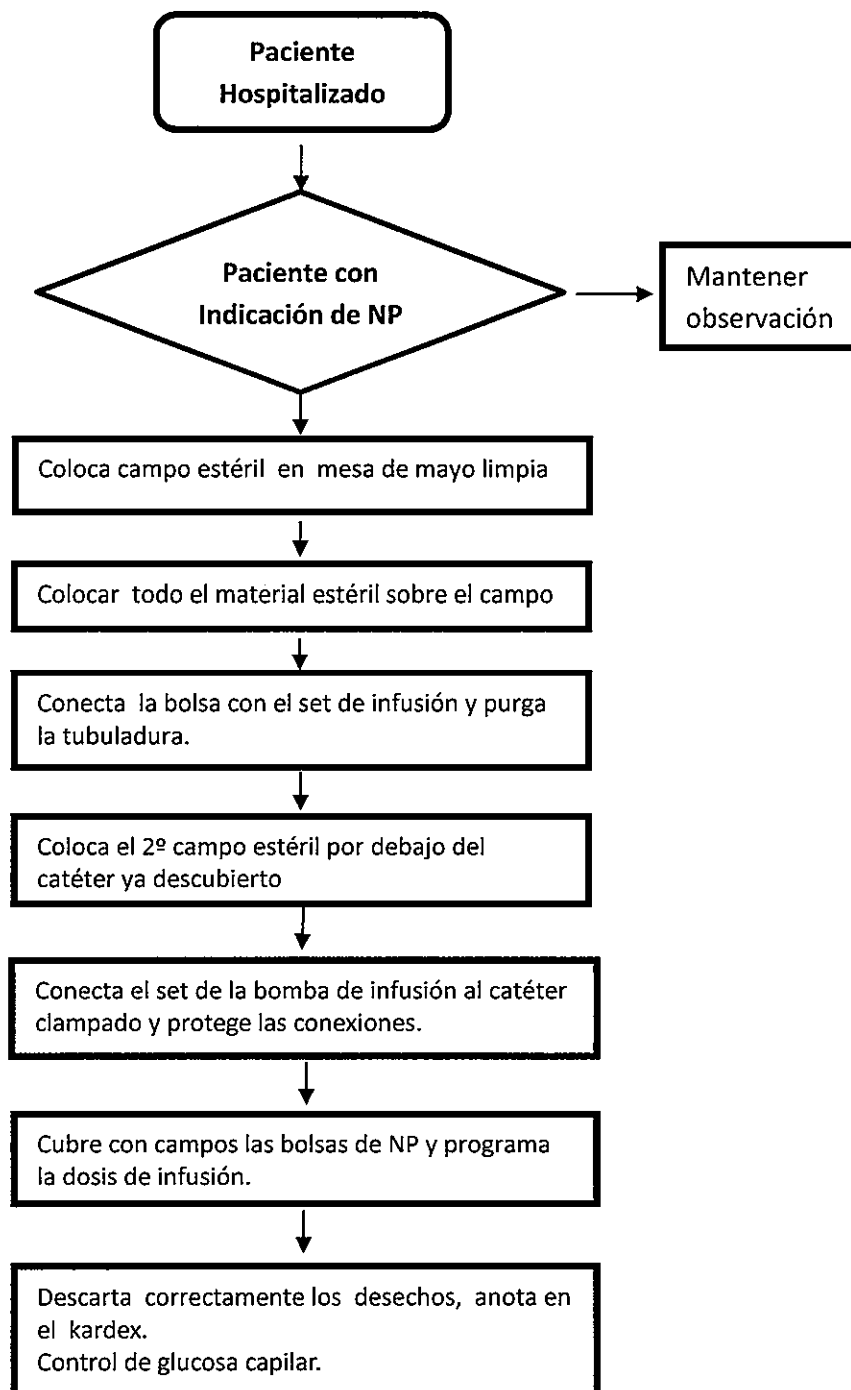 Paciente
Hospitalizado
Paciente con
Indicación de NP
Mantener
observación
Coloca campo estéril en mesa de mayo limpia
Colocar todo el material estéril sobre el campo
Conecta la bolsa con el set de infusión y purga
la tubuladura.
Coloca el 2º campo estéril por debajo del
catéter ya descubierto
Conecta el set de la bomba de infusión al catéter
clampado y protege las conexiones.
Cubre con campos las bolsas de NP y programa
la dosis de infusión.
Descarta correctamente los desechos, anota en
el kardex.
Control de glucosa capilar.